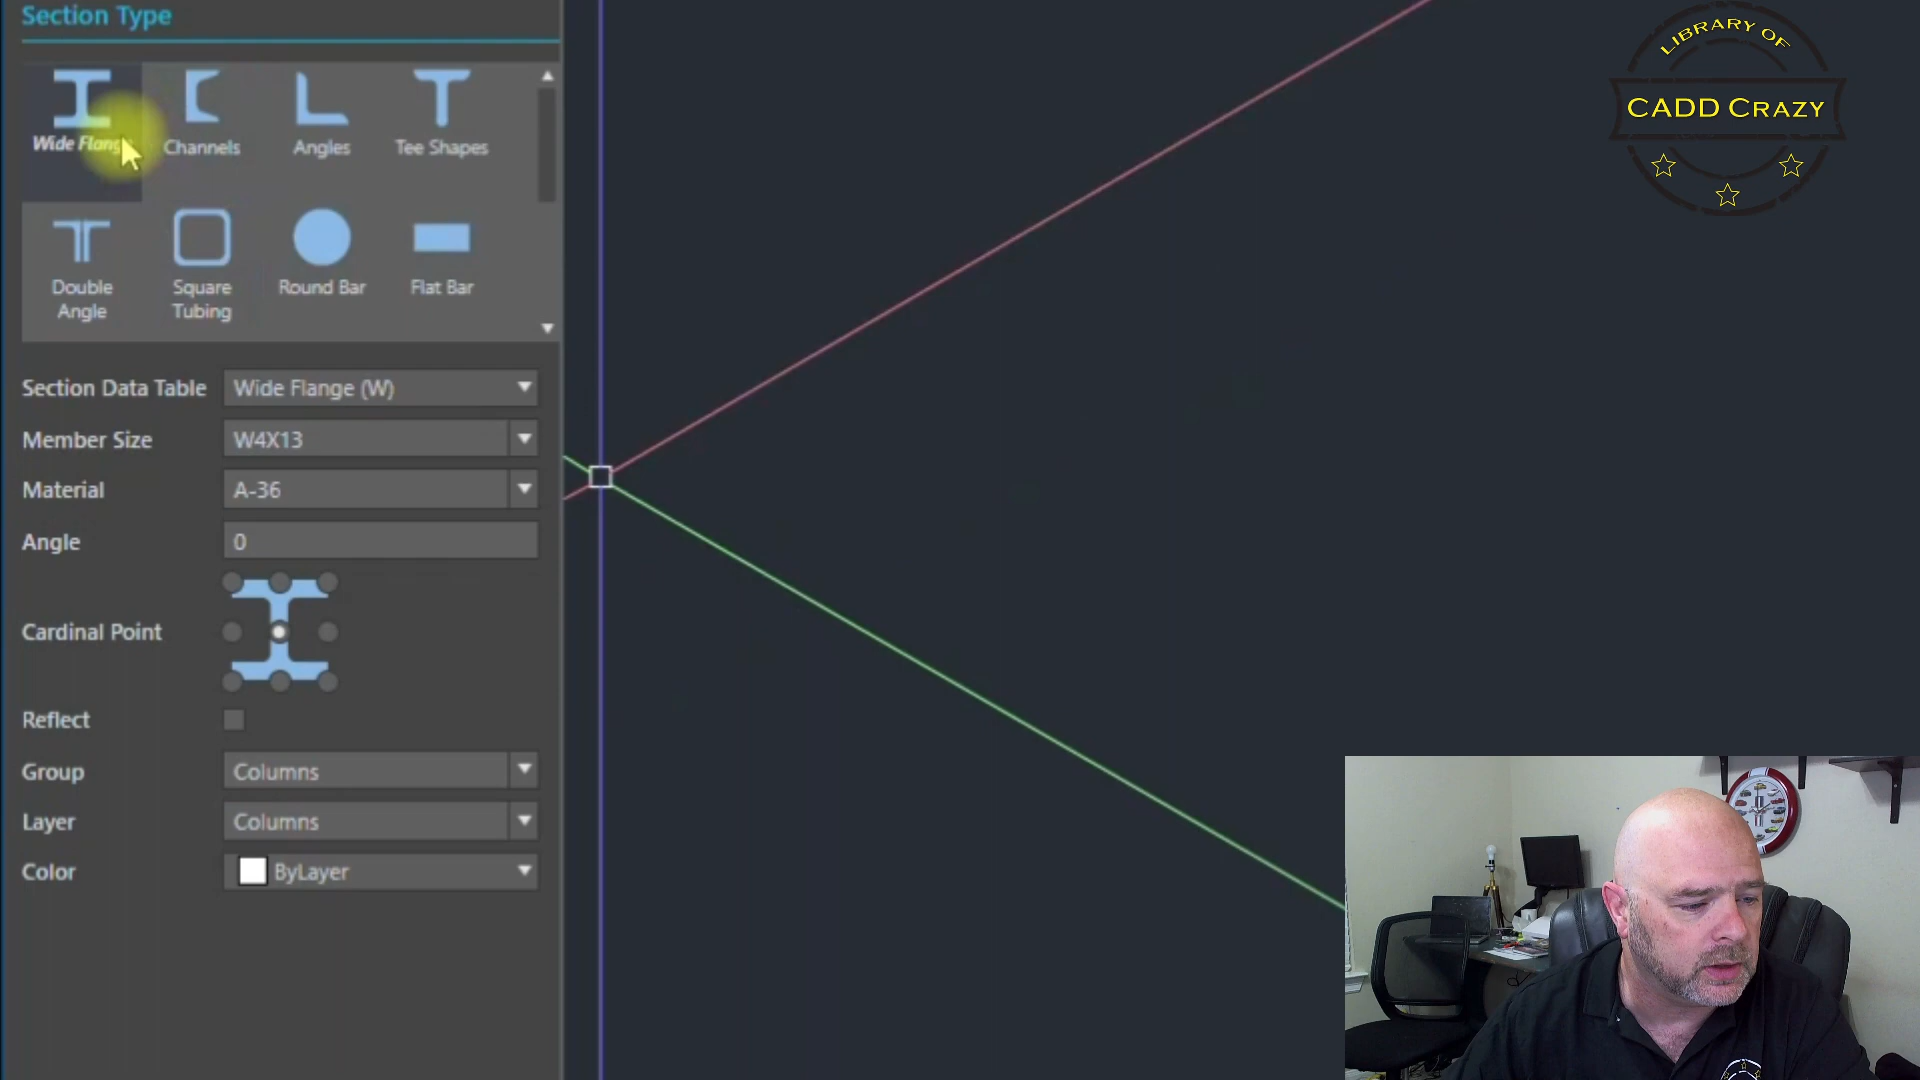 Section Type
LIBRARY OF
CADD CRAZY
Wide Flang
Channels
Angles
Tee Shapes
Double
Angle
Square
Tubing
Round Bar
Flat Bar
Section Data Table
Wide Flange (W)
Member Size
W4X13
Material
A-36
Angle
0
Cardinal Point
Reflect
Group
Columns
Layer
Columns
Color
ByLayer